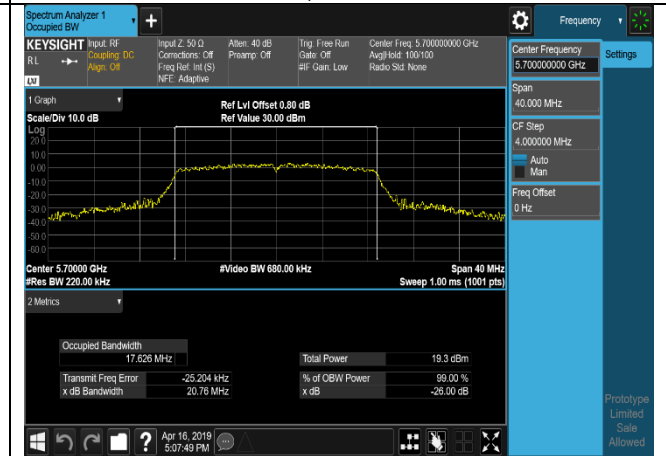 Spectrum Analyzer 1
Occupied BW
Frequency
KEYSIGHT
RL
LXI
Input: RF
Coupling: DC
Align: Off
Input Z: 50 Ω
Corrections: Off
Freq Ref: Int (S)
NFE: Adaptive
Atten: 40 dB
Preamp: Off
Trig: Free Run
Gate: Off
#IF Gain: Low
Center Freq: 5.700000000 GHz
Avg|Hold: 100/100
Radio Std: None
Center Frequency
5.700000000 GHz
Settings
Span
40.000 MHz
CF Step
4.000000 MHz
Auto
Man
Freq Offset
0 Hz
1 Graph
Scale/Div 10.0 dB
Ref Lvl Offset 0.80 dB
Ref Value 30.00 dBm
Log
20.0
10.0
0.00
-10.0
-20.0
-30.0
-40.0
-50.0
-60.0
Center 5.70000 GHz
#Video BW 680.00 kHz
Span 40 MHz
#Res BW 220.00 kHz
Sweep 1.00 ms (1001 pts)
2 Metrics
Occupied Bandwidth
17.626 MHz
Total Power
19.3 dBm
Transmit Freq Error
-25.204 kHz
% of OBW Power
99.00 %
x dB Bandwidth
20.76 MHz
x dB
-26.00 dB
Prototype
Limited
Sale
Allowed
?
Apr 16, 2019
5:07:49 PM